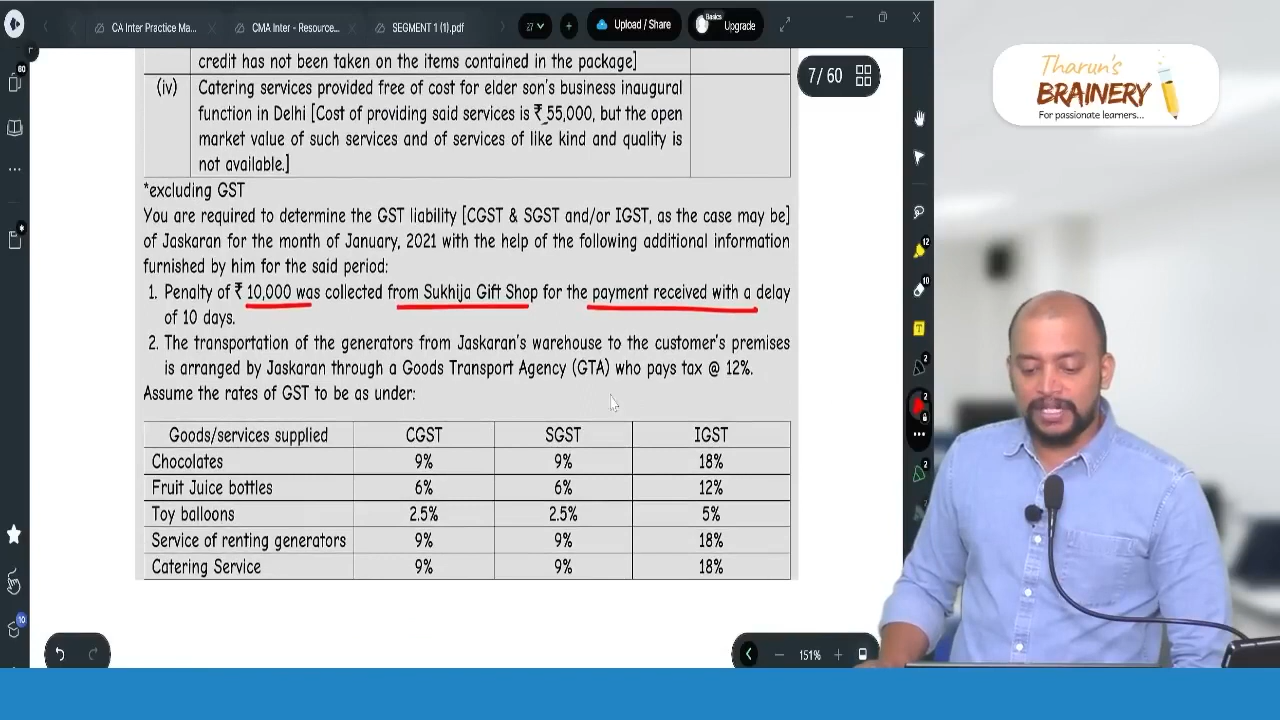 CA Inter Practice Ma... CMA Inter - Resource... SEGMENT 1 (1).pdf 27 + Upload / Share Basics Upgrade
credit has not been taken on the items contained in the package]
7/60
(iv) Catering services provided free of cost for elder son's business inaugural
function in Delhi [Cost of providing said services is ₹ 55,000, but the open
market value of such services and of services of like kind and quality is
not available.]
*excluding GST
You are required to determine the GST liability [CGST & SGST and/or IGST, as the case may be]
of Jaskaran for the month of January, 2021 with the help of the following additional information
furnished by him for the said period:
1. Penalty of ₹ 10,000 was collected from Sukhija Gift Shop for the payment received with a delay
of 10 days.
2. The transportation of the generators from Jaskaran's warehouse to the customer's premises
is arranged by Jaskaran through a Goods Transport Agency (GTA) who pays tax @ 12%.
Assume the rates of GST to be as under:
Goods/services supplied CGST SGST IGST
Chocolates 9% 9% 18%
Fruit Juice bottles 6% 6% 12%
Toy balloons 2.5% 2.5% 5%
Service of renting generators 9% 9% 18%
Catering Service 9% 9% 18%
151%
Tharun's
BRAINERY
For passionate learners...
80
10
12
10
T
2
2
2